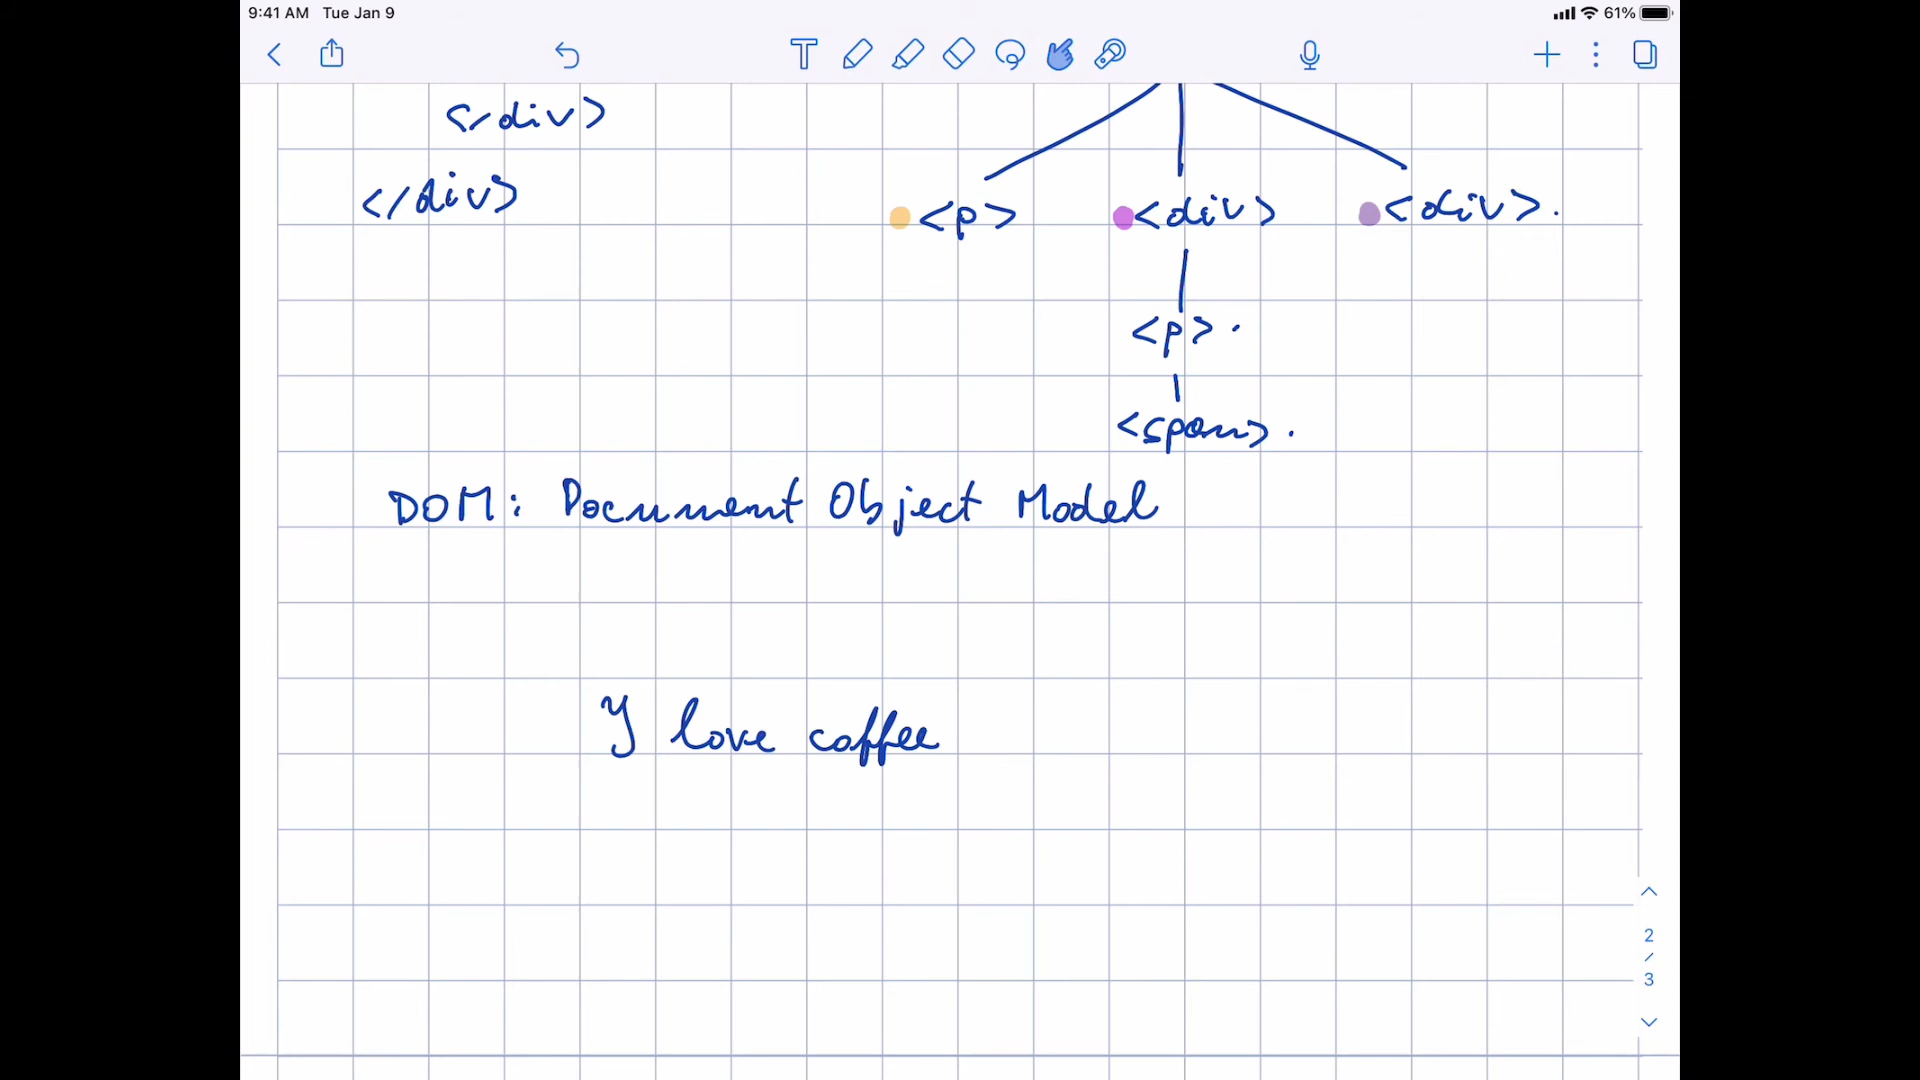 9:41 AM Tue Jan 9 61%
</div>
</div>
<p> <div> <div>.
<p>.
<span>.
DOM: Document Object Model
I love coffee
2
/
3